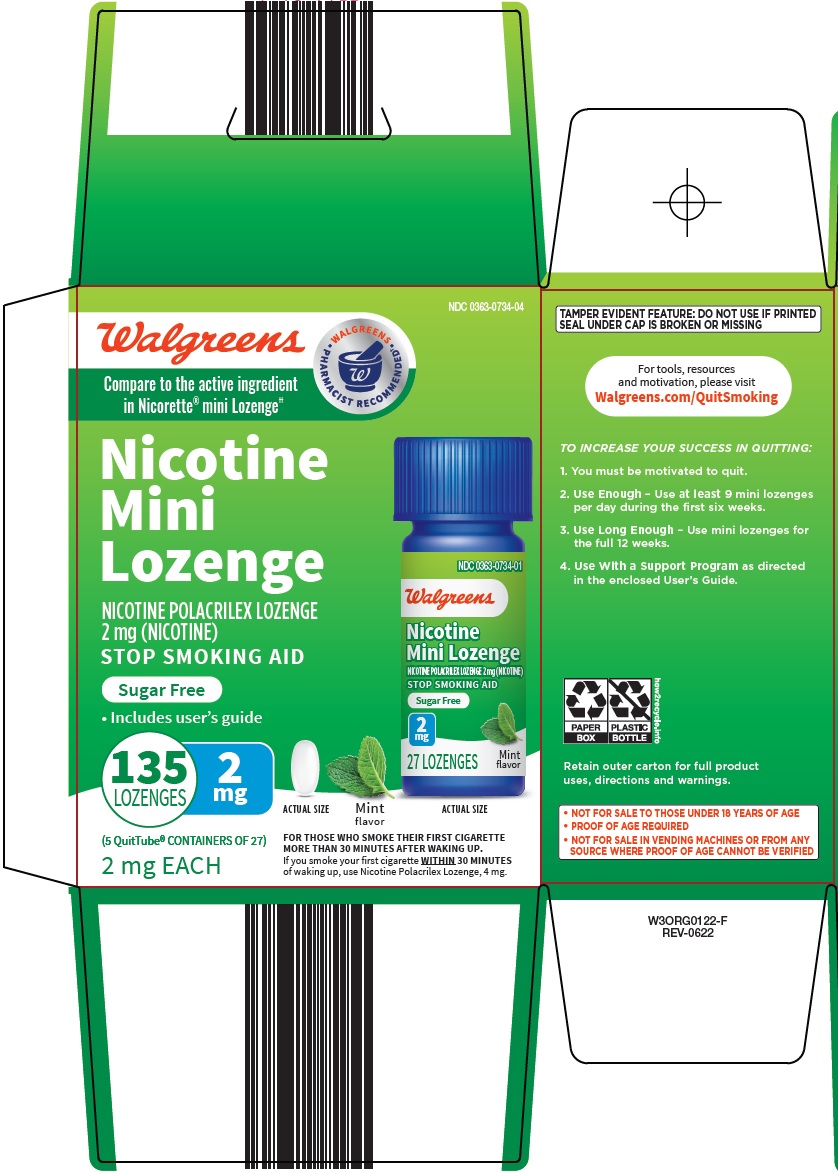 NDC 0363-0734-04
Walgreens
WALGREENS
PHARMACIST RECOMMENDED
W
Compare to the active ingredient
in Nicorette® mini Lozenge††
Nicotine
Mini
Lozenge
NICOTINE POLACRILEX LOZENGE
2 mg (NICOTINE)
STOP SMOKING AID
Sugar Free
• Includes user's guide
135
LOZENGES
2
mg
ACTUAL SIZE
Mint
flavor
ACTUAL SIZE
(5 QuitTube® CONTAINERS OF 27)
2 mg EACH
FOR THOSE WHO SMOKE THEIR FIRST CIGARETTE
MORE THAN 30 MINUTES AFTER WAKING UP.
If you smoke your first cigarette WITHIN 30 MINUTES
of waking up, use Nicotine Polacrilex Lozenge, 4 mg.
NDC 0363-0734-01
Walgreens
Nicotine
Mini Lozenge
NICOTINE POLACRILEX LOZENGE 2 mg (NICOTINE)
STOP SMOKING AID
Sugar Free
2
mg
27 LOZENGES
Mint
flavor
TAMPER EVIDENT FEATURE: DO NOT USE IF PRINTED
SEAL UNDER CAP IS BROKEN OR MISSING
For tools, resources
and motivation, please visit
Walgreens.com/QuitSmoking
TO INCREASE YOUR SUCCESS IN QUITTING:
1. You must be motivated to quit.
2. Use Enough – Use at least 9 mini lozenges
per day during the first six weeks.
3. Use Long Enough – Use mini lozenges for
the full 12 weeks.
4. Use With a Support Program as directed
in the enclosed User's Guide.
PAPER
BOX
PLASTIC
BOTTLE
how2recycle.info
Retain outer carton for full product
uses, directions and warnings.
• NOT FOR SALE TO THOSE UNDER 18 YEARS OF AGE
• PROOF OF AGE REQUIRED
• NOT FOR SALE IN VENDING MACHINES OR FROM ANY
SOURCE WHERE PROOF OF AGE CANNOT BE VERIFIED
W3ORG0122-F
REV-0622